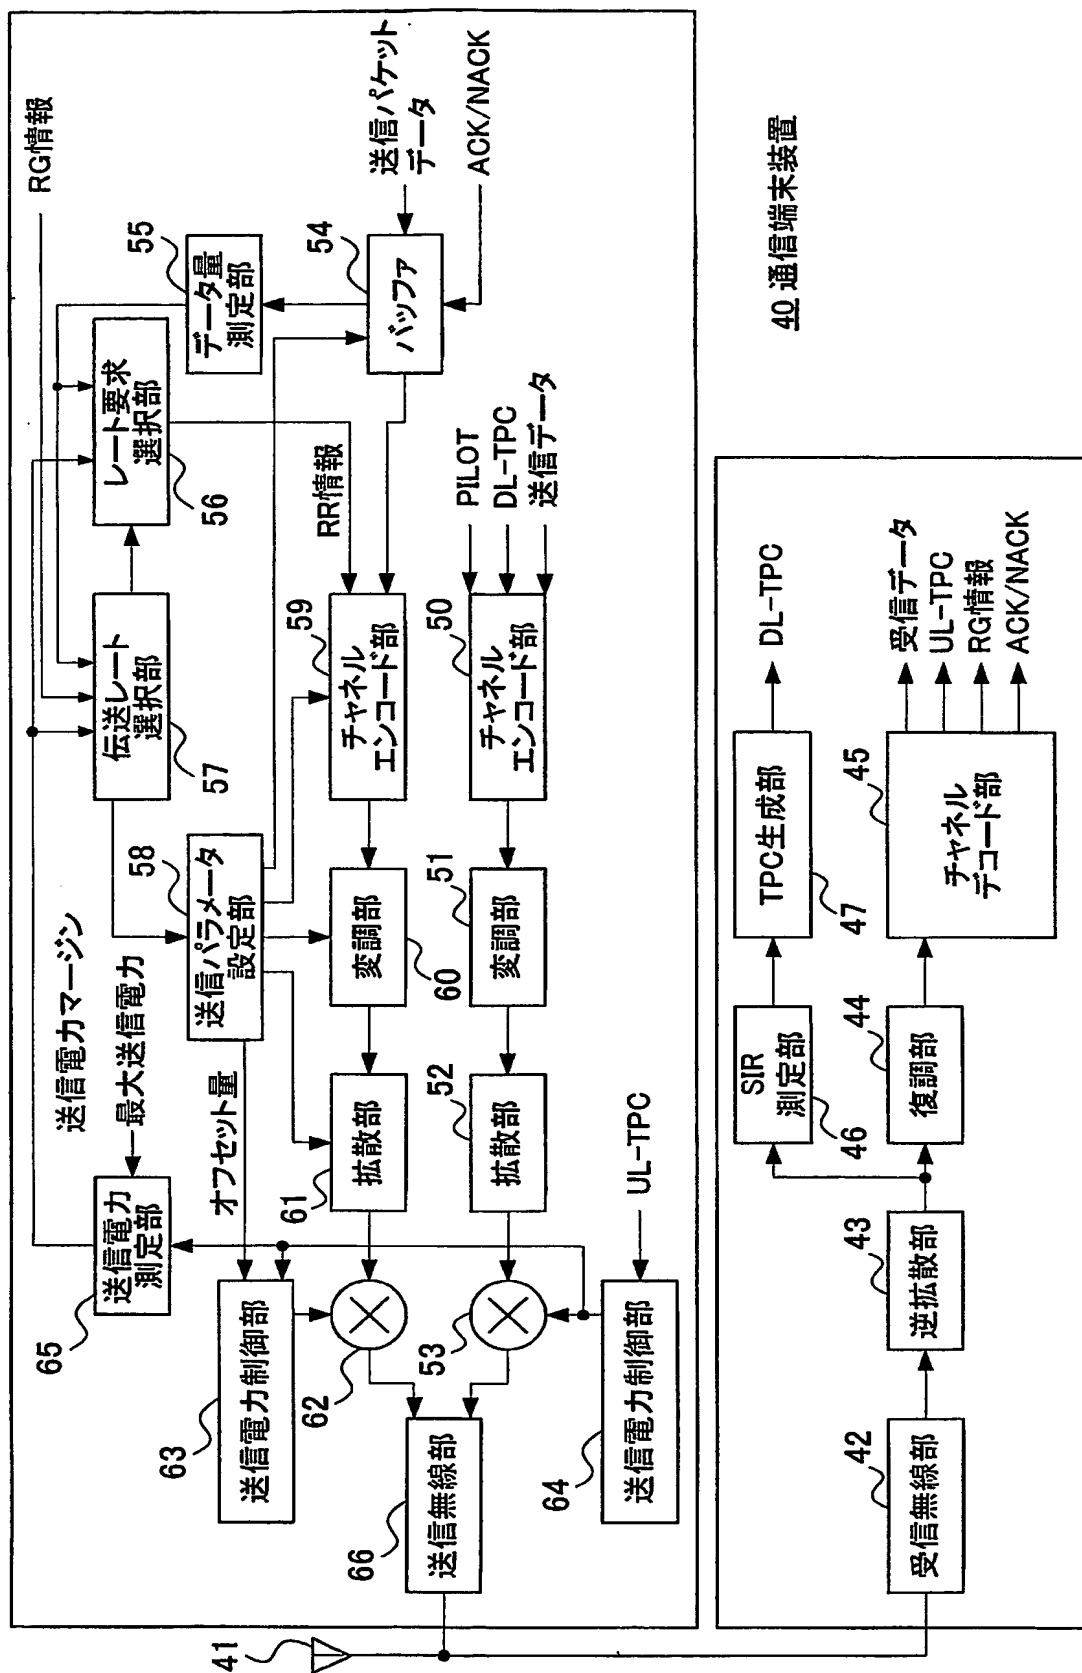 RG情報
送信電力マージン
最大送信電力
65
送信電力
測定部
伝送レート
選択部
57
レート要求
選択部
56
データ量
測定部
55
58
送信パラメータ
設定部
オフセット量
63
送信電力制御部
バッファ
54
送信パケット
データ
ACK/NACK
RR情報
62
61
拡散部
変調部
60
チャネル
エンコード部
59
53
拡散部
52
変調部
51
チャネル
エンコード部
50
PILOT
DL-TPC
送信データ
66
送信無線部
64
送信電力制御部
UL-TPC
41
40 通信端末装置
SIR
測定部
46
TPC生成部
47
DL-TPC
受信無線部
42
逆拡散部
43
復調部
44
チャネル
デコード部
45
受信データ
UL-TPC
RG情報
ACK/NACK